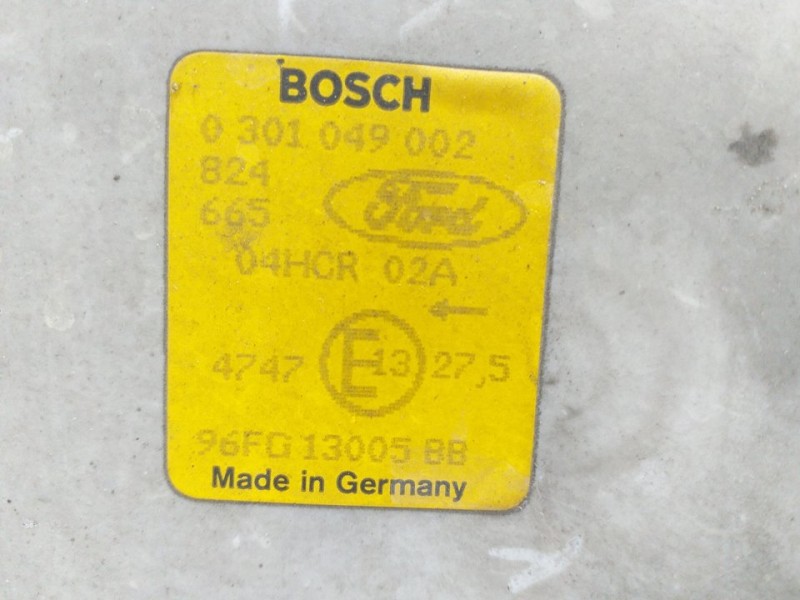 BOSCH
0 301 049 002
824
Ford
665
04HCR 02A
←
4747 E13 27,5
96FG 13005 BB
Made in Germany